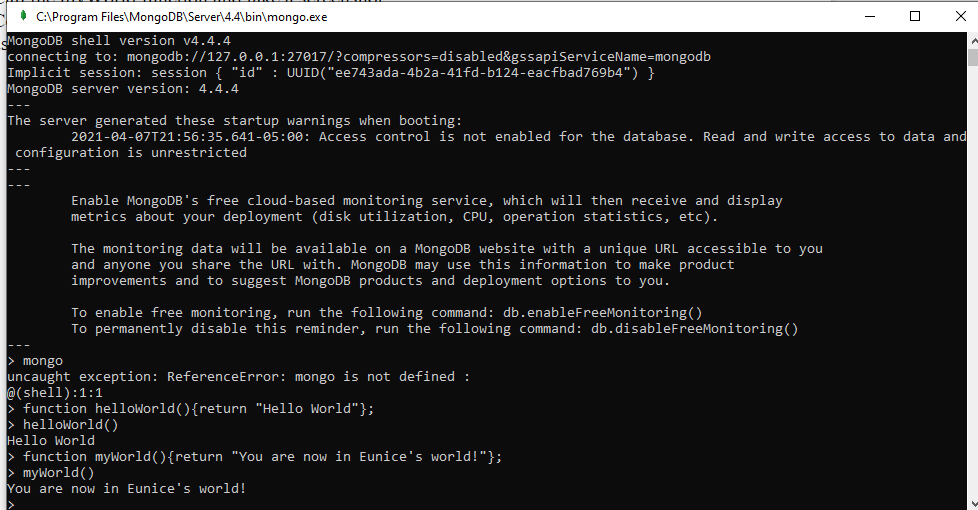 C:\Program Files\MongoDB\Server\4.4\bin\mongo.exe
MongoDB shell version v4.4.4
connecting to: mongodb://127.0.0.1:27017/?compressors=disabled&gssapiServiceName=mongodb
Implicit session: session { "id" : UUID("ee743ada-4b2a-41fd-b124-eacfbad769b4") }
MongoDB server version: 4.4.4
---
The server generated these startup warnings when booting:
        2021-04-07T21:56:35.641-05:00: Access control is not enabled for the database. Read and write access to data and
 configuration is unrestricted
---
---
        Enable MongoDB's free cloud-based monitoring service, which will then receive and display
        metrics about your deployment (disk utilization, CPU, operation statistics, etc).

        The monitoring data will be available on a MongoDB website with a unique URL accessible to you
        and anyone you share the URL with. MongoDB may use this information to make product
        improvements and to suggest MongoDB products and deployment options to you.

        To enable free monitoring, run the following command: db.enableFreeMonitoring()
        To permanently disable this reminder, run the following command: db.disableFreeMonitoring()
---
> mongo
uncaught exception: ReferenceError: mongo is not defined :
@(shell):1:1
> function helloWorld(){return "Hello World"};
> helloWorld()
Hello World
> function myWorld(){return "You are now in Eunice's world!"};
> myWorld()
You are now in Eunice's world!
>